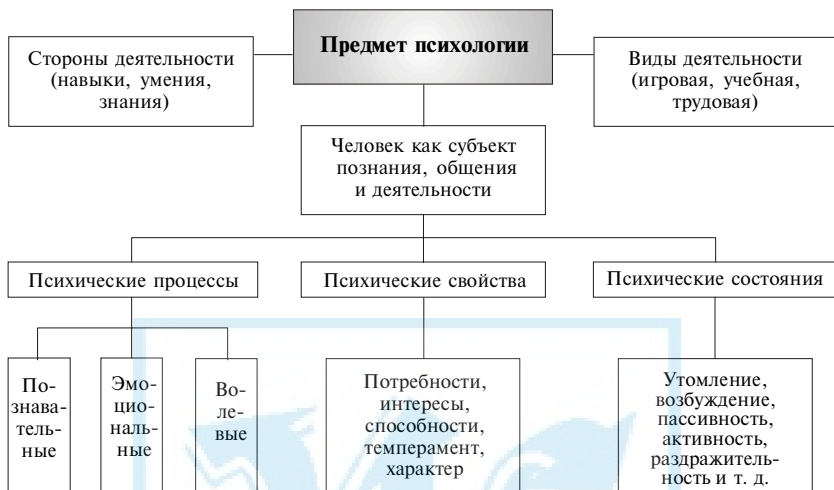 Предмет психологии
Стороны деятельности
(навыки, умения,
знания)
Виды деятельности
(игровая, учебная,
трудовая)
Человек как субъект
познания, общения
и деятельности
Психические процессы
Психические свойства
Психические состояния
По-
знава-
тель-
ные
Эмо-
цио-
наль-
ные
Во-
ле-
вые
Потребности,
интересы,
способности,
темперамент,
характер
Утомление,
возбуждение,
пассивность,
активность,
раздражитель-
ность и т. д.